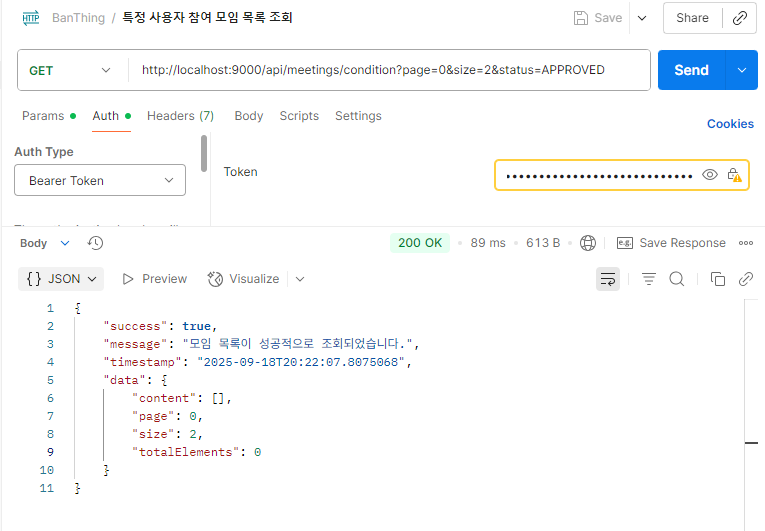 HTTP BanThing / 특정 사용자 참여 모임 목록 조회 Save Share
GET http://localhost:9000/api/meetings/condition?page=0&size=2&status=APPROVED Send
Params Auth Headers (7) Body Scripts Settings
Cookies
Auth Type
Bearer Token
Token
Body 200 OK 89 ms 613 B e.g. Save Response
{} JSON Preview Visualize
1 {
2 "success": true,
3 "message": "모임 목록이 성공적으로 조회되었습니다.",
4 "timestamp": "2025-09-18T20:22:07.8075068",
5 "data": {
6 "content": [],
7 "page": 0,
8 "size": 2,
9 "totalElements": 0
10 }
11 }